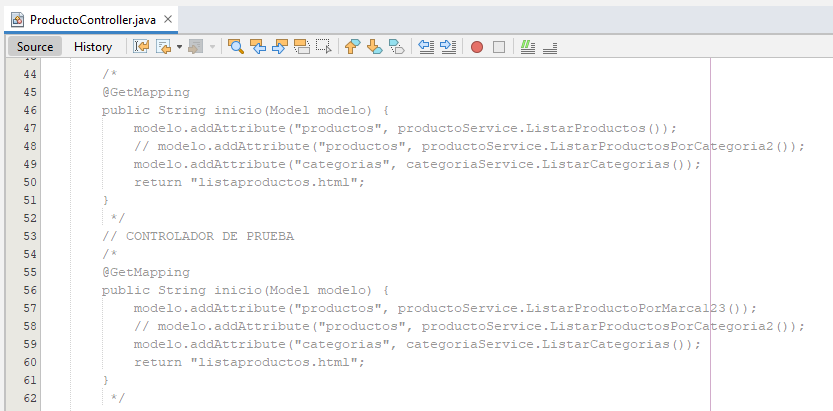 ProductoController.java
Source History
44 /*
45 @GetMapping
46 public String inicio(Model modelo) {
47 modelo.addAttribute("productos", productoService.ListarProductos());
48 // modelo.addAttribute("productos", productoService.ListarProductosPorCategoria2());
49 modelo.addAttribute("categorias", categoriaService.ListarCategorias());
50 return "listaproductos.html";
51 }
52 */
53 // CONTROLADOR DE PRUEBA
54 /*
55 @GetMapping
56 public String inicio(Model modelo) {
57 modelo.addAttribute("productos", productoService.ListarProductoPorMarca123());
58 // modelo.addAttribute("productos", productoService.ListarProductosPorCategoria2());
59 modelo.addAttribute("categorias", categoriaService.ListarCategorias());
60 return "listaproductos.html";
61 }
62 */